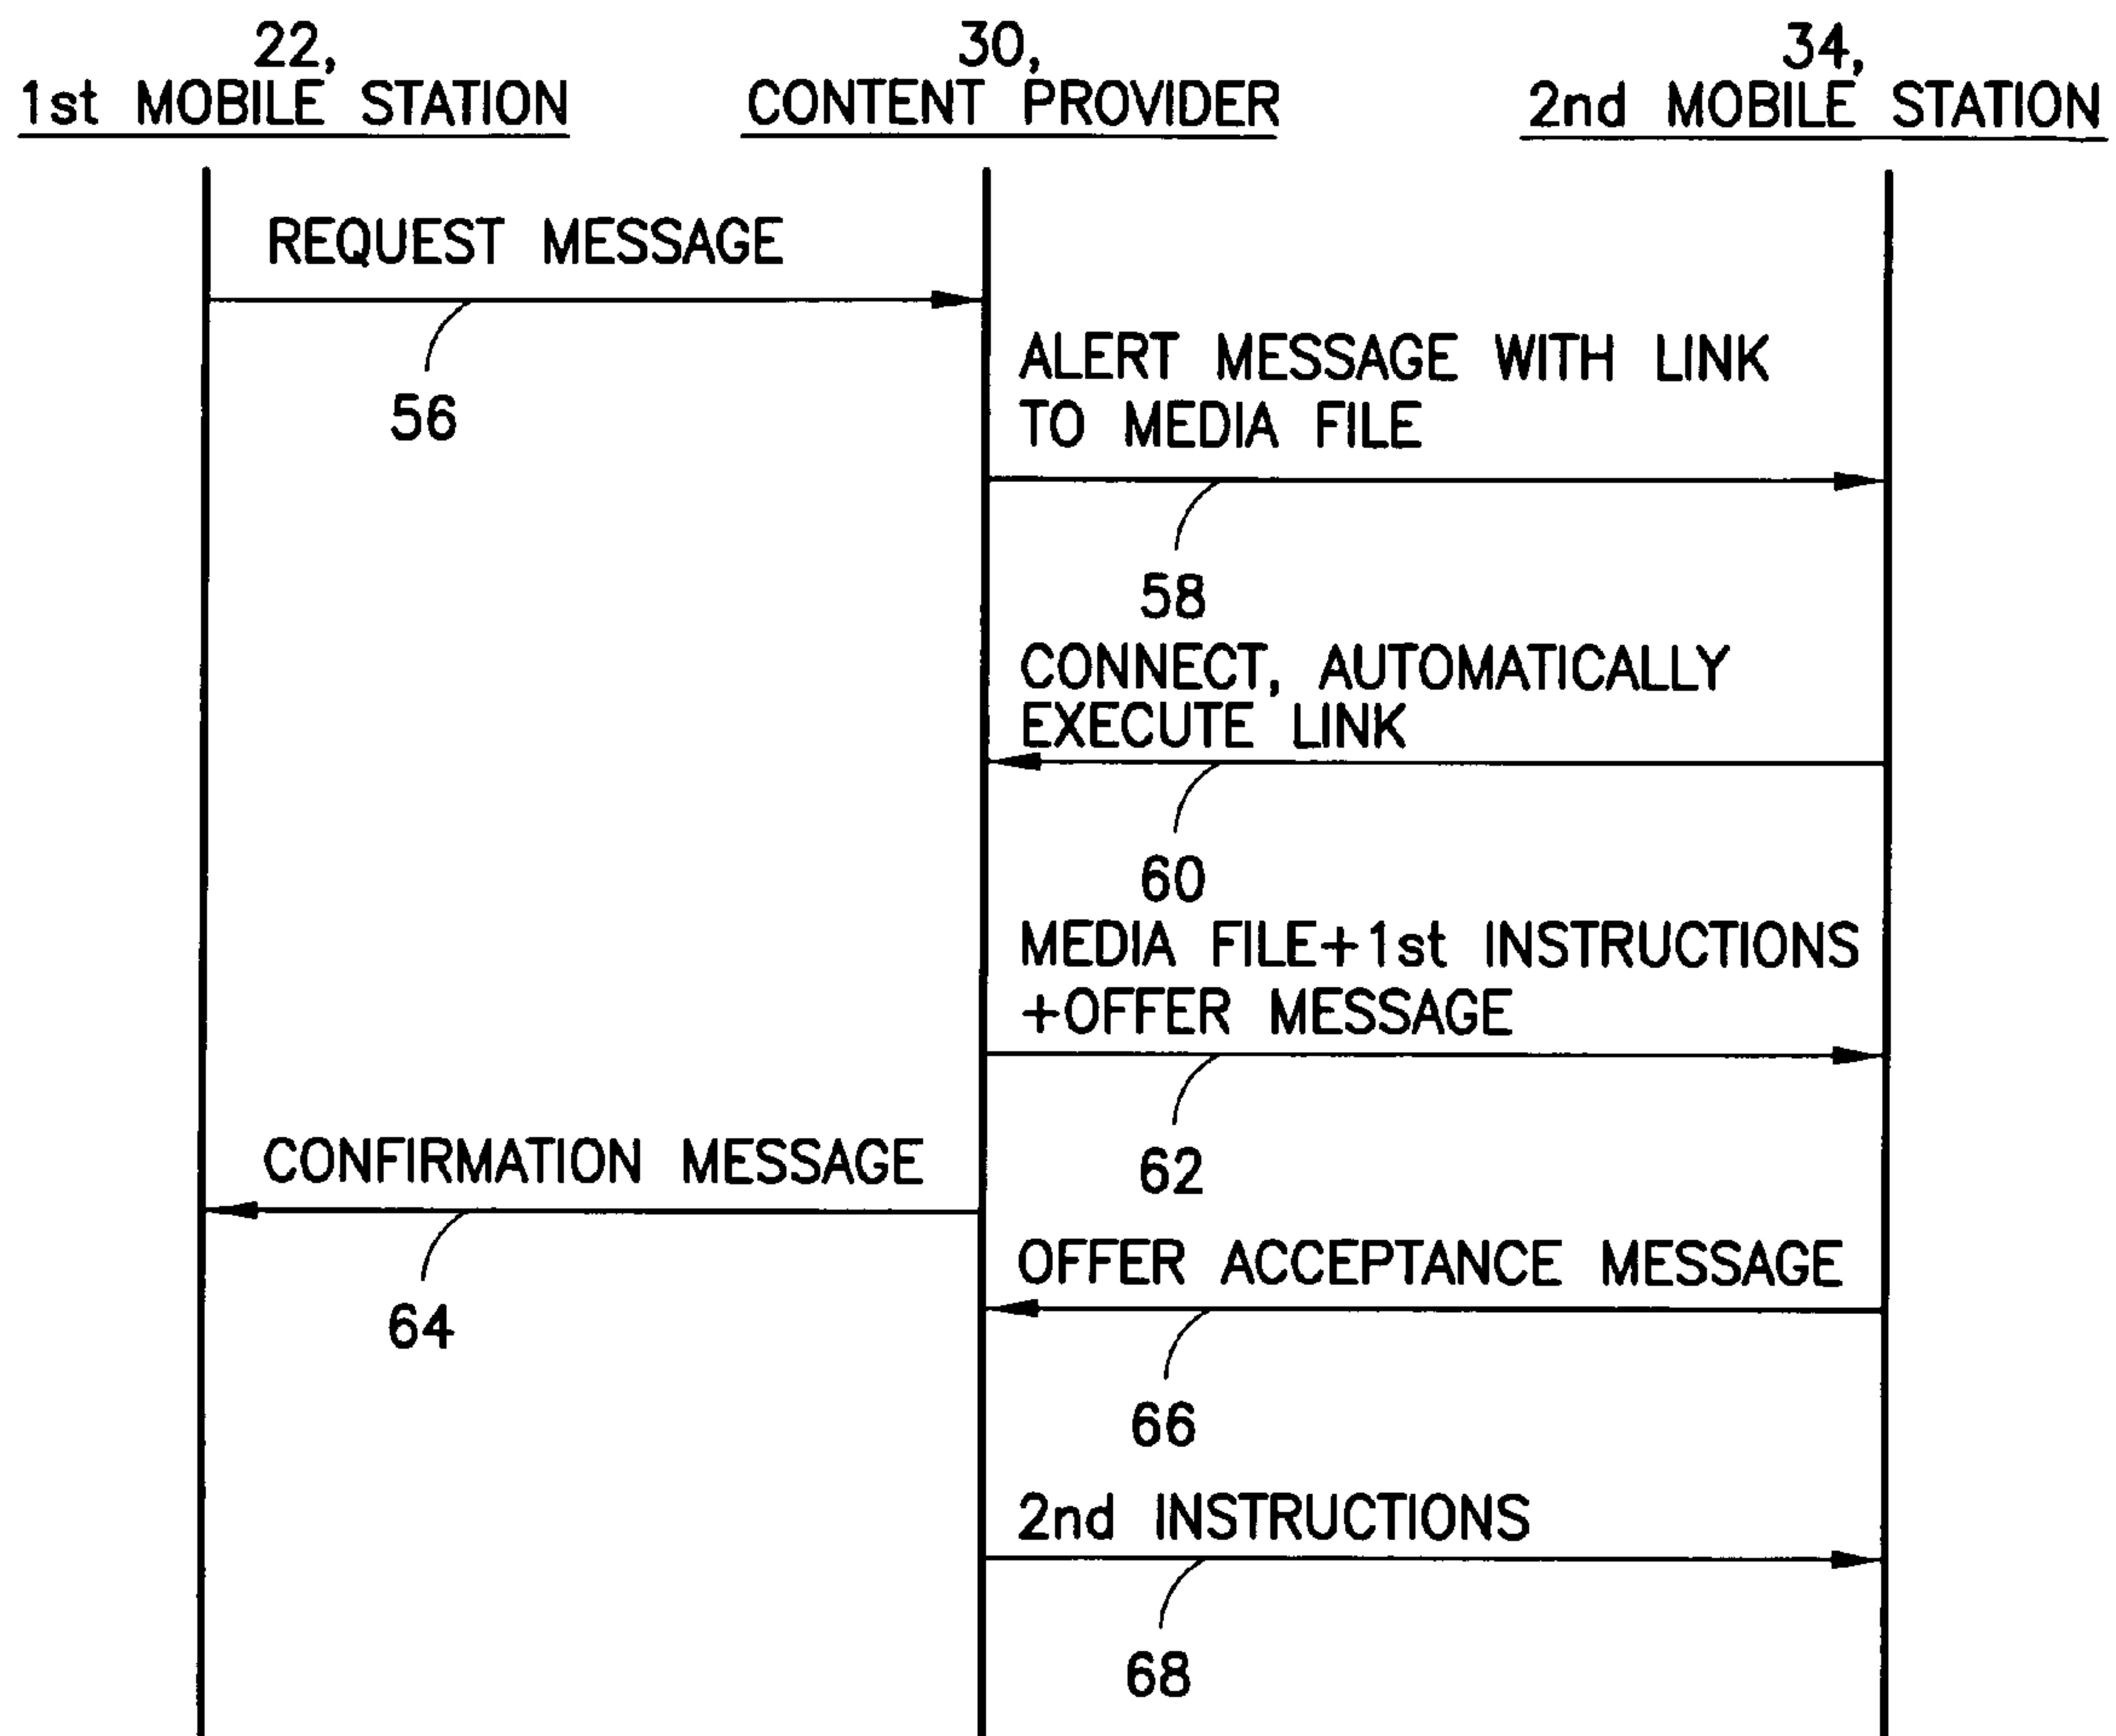 22,
1st MOBILE STATION
30,
CONTENT PROVIDER
34,
2nd MOBILE STATION
REQUEST MESSAGE
56
ALERT MESSAGE WITH LINK
TO MEDIA FILE
58
CONNECT, AUTOMATICALLY
EXECUTE LINK
60
MEDIA FILE+1st INSTRUCTIONS
+OFFER MESSAGE
62
CONFIRMATION MESSAGE
64
OFFER ACCEPTANCE MESSAGE
66
2nd INSTRUCTIONS
68